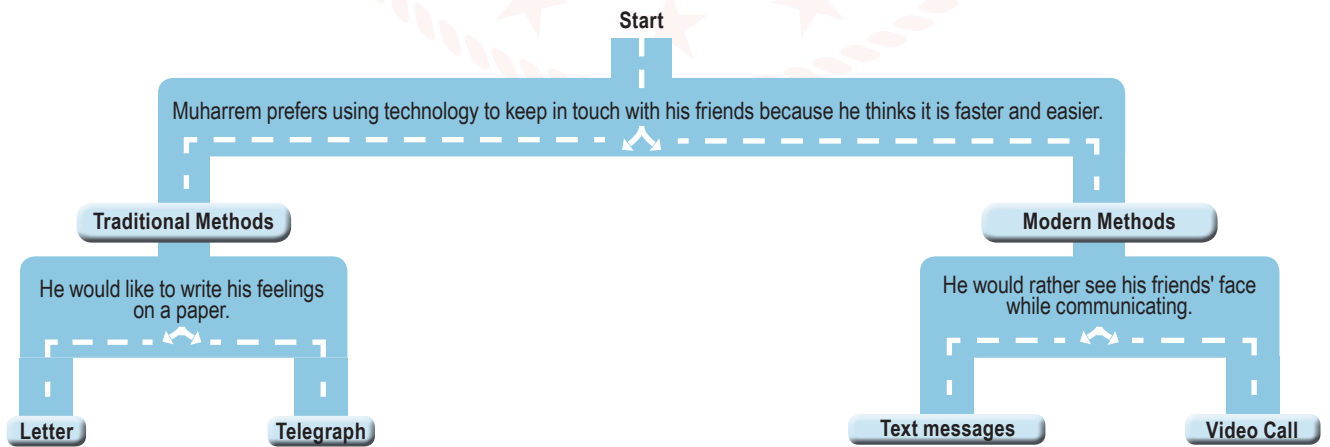 Start
Muharrem prefers using technology to keep in touch with his friends because he thinks it is faster and easier.
Traditional Methods
Modern Methods
He would like to write his feelings
on a paper.
He would rather see his friends' face
while communicating.
Letter
Telegraph
Text messages
Video Call